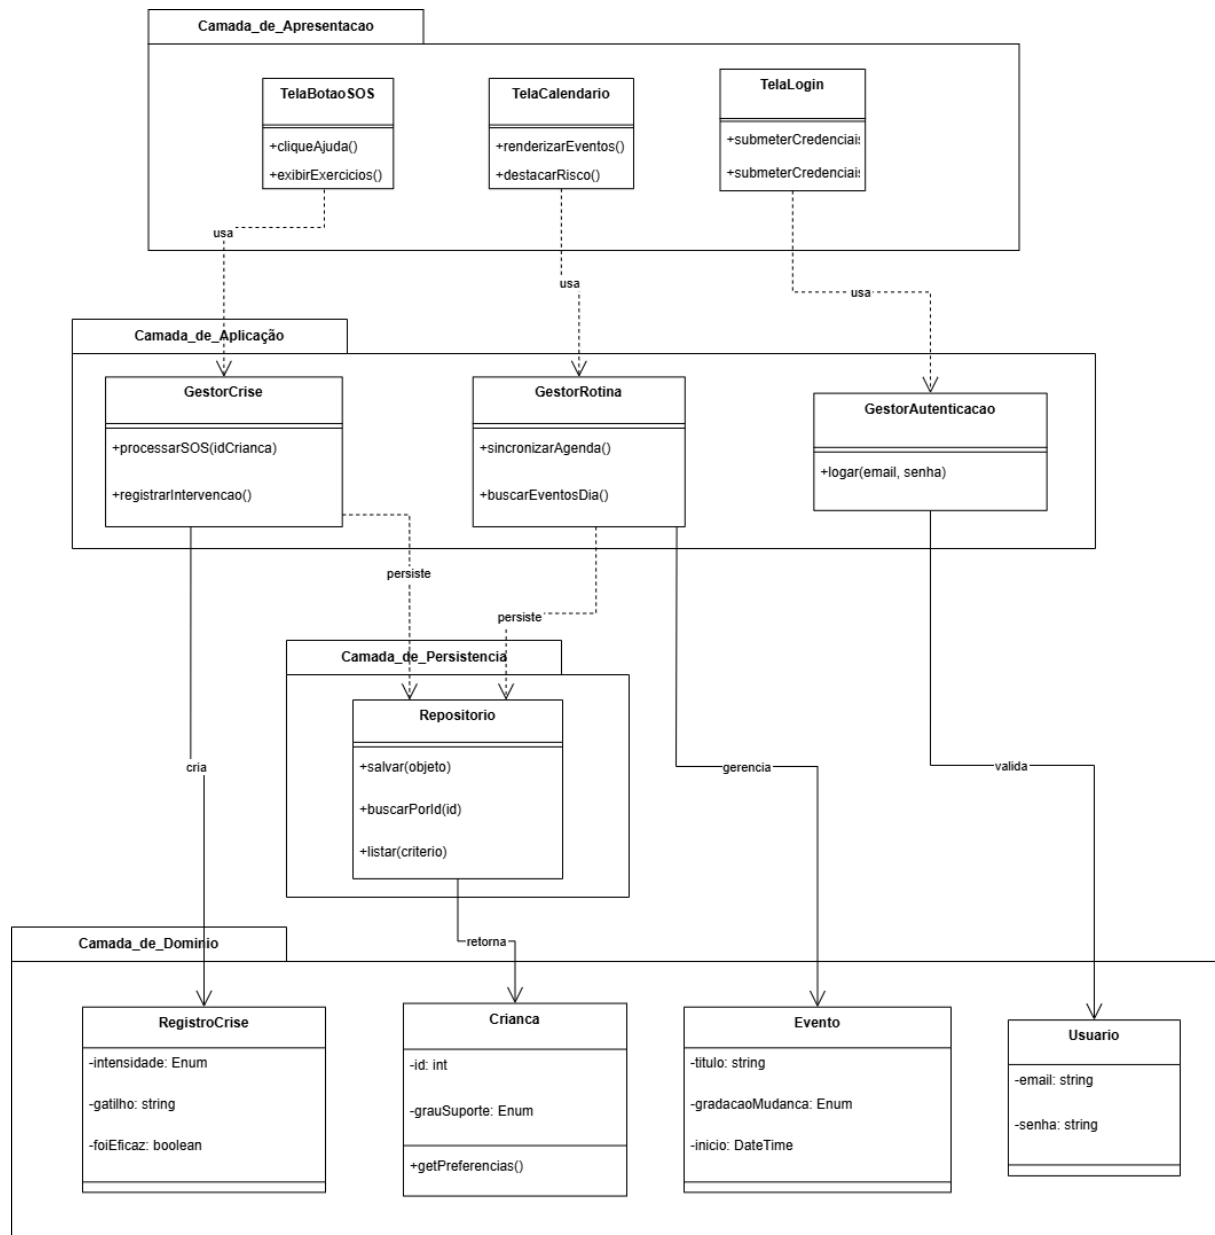 Camada_de_Apresentacao
TelaBotaoSOS
+cliqueAjuda()
+exibirExercicios()
TelaCalendario
+renderizarEventos()
+destacarRisco()
TelaLogin
+submeterCredenciais
+submeterCredenciais
usa
usa
usa
Camada_de_Aplicação
GestorCrise
+processarSOS(idCrianca)
+registrarIntervencao()
GestorRotina
+sincronizarAgenda()
+buscarEventosDia()
GestorAutenticacao
+logar(email, senha)
persiste
persiste
Camada_de_Persistencia
Repositorio
+salvar(objeto)
+buscarPorId(id)
+listar(criterio)
cria
gerencia
valida
retorna
Camada_de_Dominio
RegistroCrise
-intensidade: Enum
-gatilho: string
-foiEficaz: boolean
Crianca
-id: int
-grauSuporte: Enum
+getPreferencias()
Evento
-titulo: string
-gradacaoMudanca: Enum
-inicio: DateTime
Usuario
-email: string
-senha: string